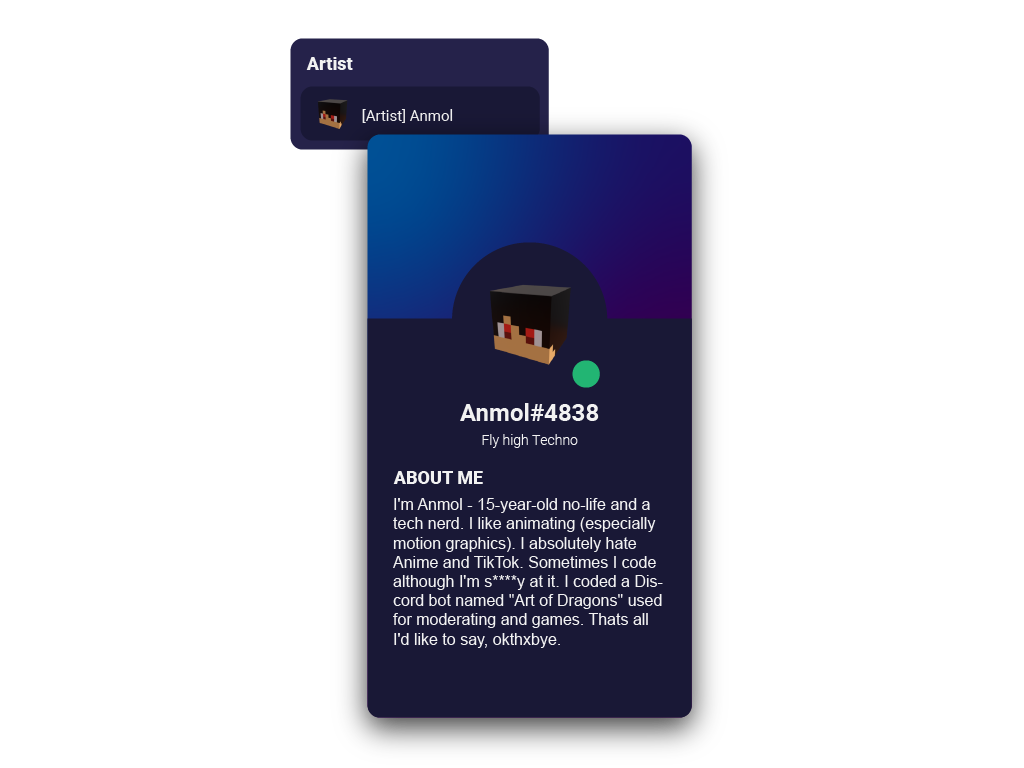 Artist
[Artist] Anmol
Anmol#4838
Fly high Techno
ABOUT ME
I'm Anmol - 15-year-old no-life and a
tech nerd. I like animating (especially
motion graphics). I absolutely hate
Anime and TikTok. Sometimes I code
although I'm s****y at it. I coded a Dis-
cord bot named "Art of Dragons" used
for moderating and games. Thats all
I'd like to say, okthxbye.